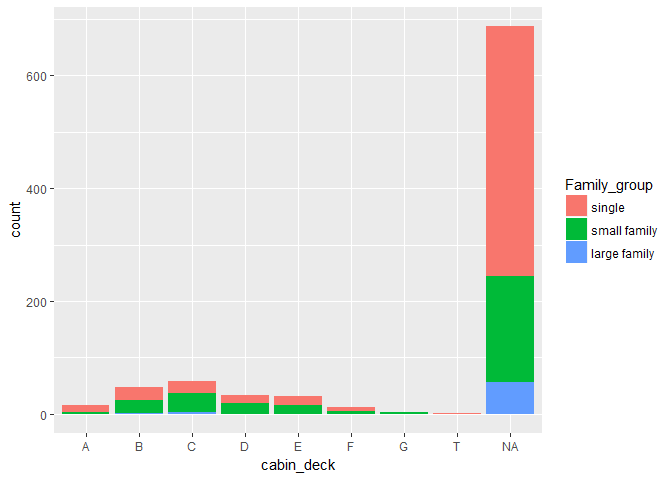 600
400
200
0
count
A B C D E F G T NA
cabin_deck
Family_group
single
small family
large family